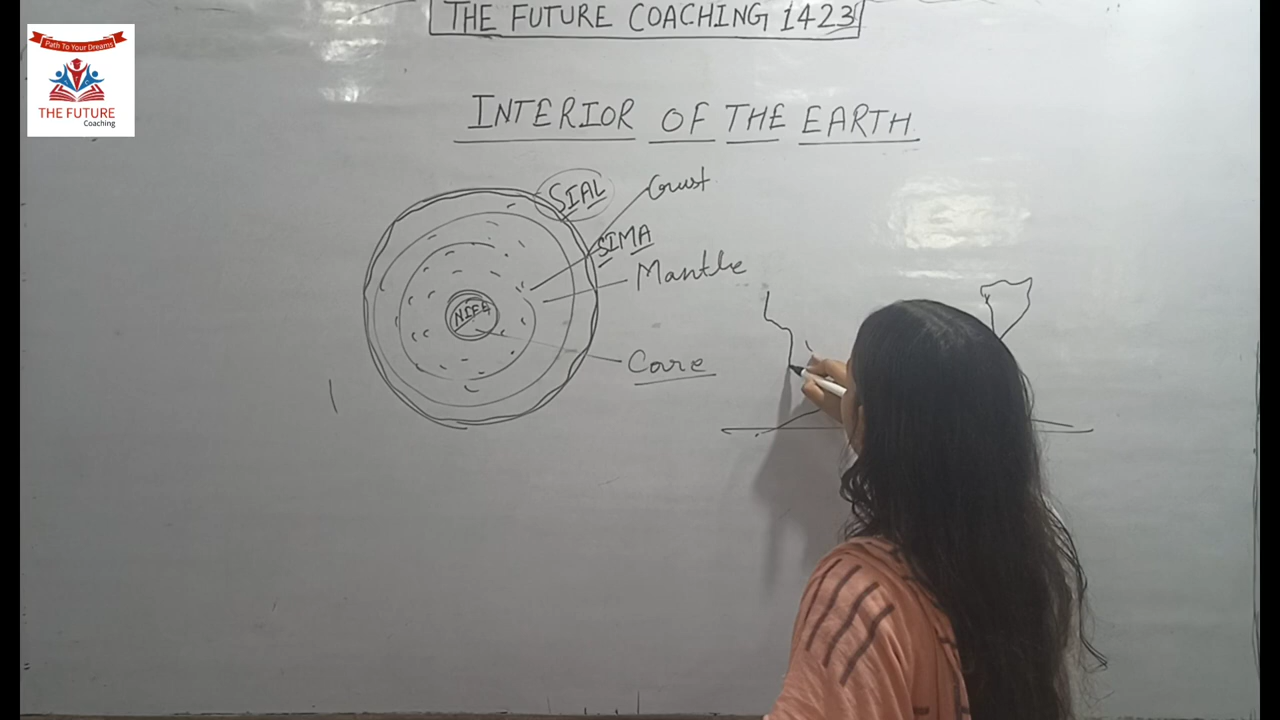 THE FUTURE COACHING 1423
Path To Your Dreams
THE FUTURE
Coaching
INTERIOR OF THE EARTH
SIAL
Crust
SIMA
Mantle
NIFE
Core